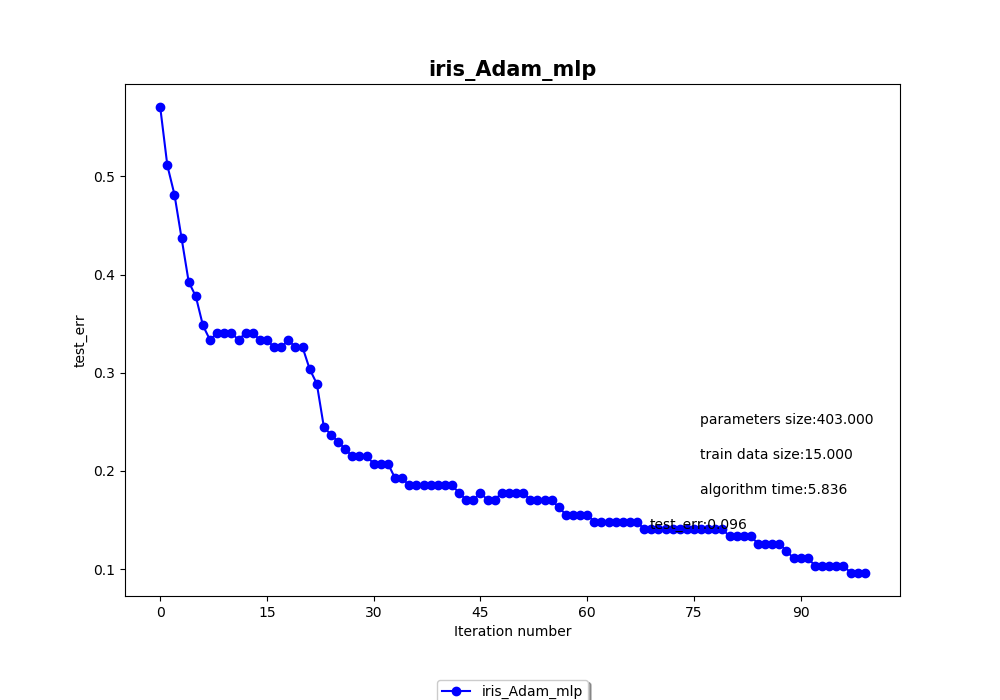 iris_Adam_mlp
test_err
0.5
0.4
0.3
0.2
0.1
parameters size:403.000
train data size:15.000
algorithm time:5.836
test_err:0.096
0 15 30 45 60 75 90
Iteration number
iris_Adam_mlp